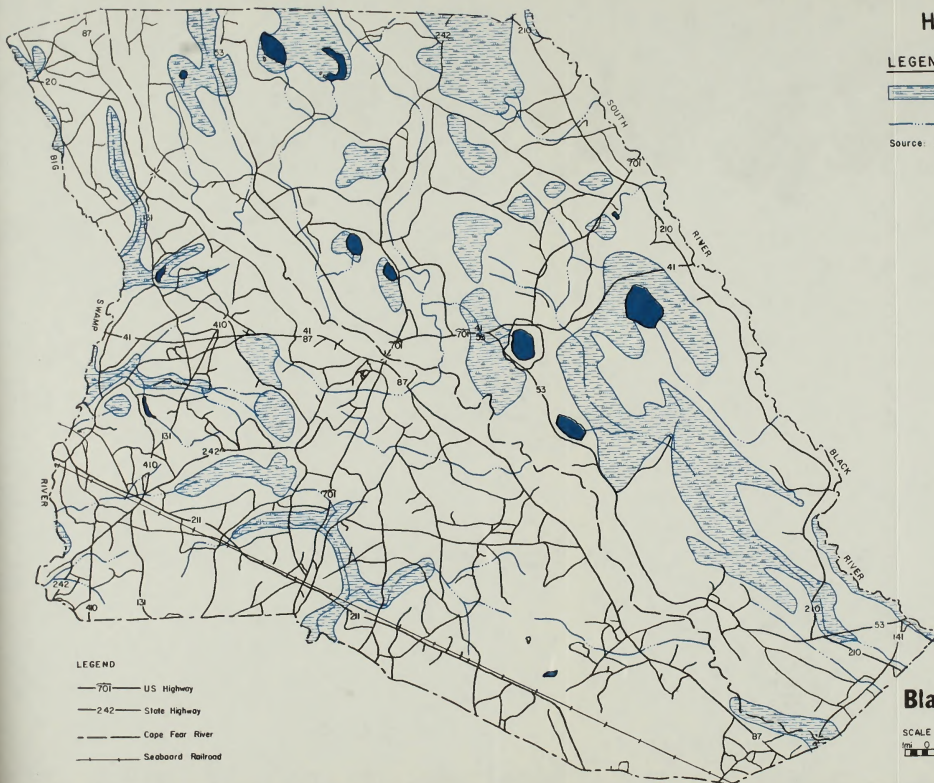 H
LEGEN
Source:
87
53
242
210
20
SOUTH
BIG
701
131
210
RIVER
41
SWAMP
410
41
87
41
701
41
53
701
87
53
131
242
410
BLACK
RIVER
701
211
RIVER
242
410
131
211
210
53
141
210
87
LEGEND
701 US Highway
242 State Highway
Cape Fear River
Seaboard Railroad
Bla
SCALE
1mi 0